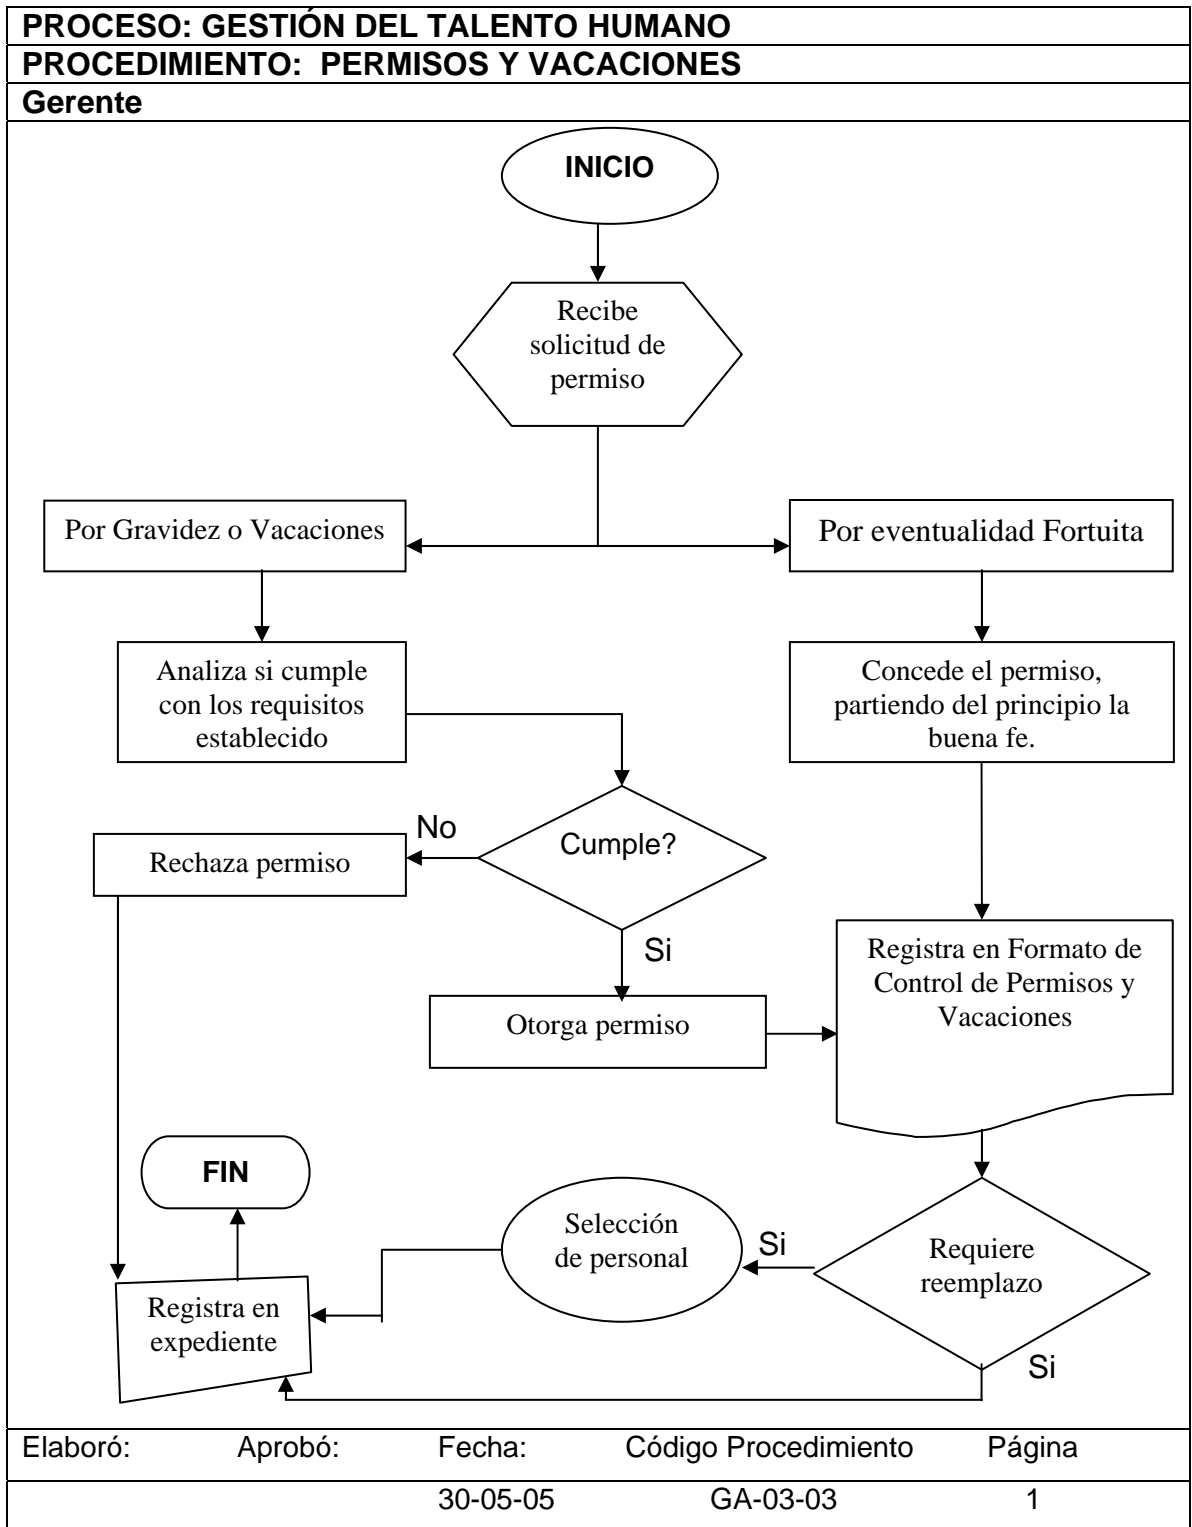 PROCESO: GESTIÓN DEL TALENTO HUMANO
PROCEDIMIENTO: PERMISOS Y VACACIONES
Gerente
INICIO
Recibe
solicitud de
permiso
Por Gravidez o Vacaciones
Por eventualidad Fortuita
Analiza si cumple
con los requisitos
establecido
Concede el permiso,
partiendo del principio la
buena fe.
Cumple?
No
Rechaza permiso
Si
Otorga permiso
Registra en Formato de
Control de Permisos y
Vacaciones
Requiere
reemplazo
Si
Selección
de personal
Si
Registra en
expediente
FIN
Elaboró: Aprobó: Fecha: Código Procedimiento Página
30-05-05 GA-03-03 1